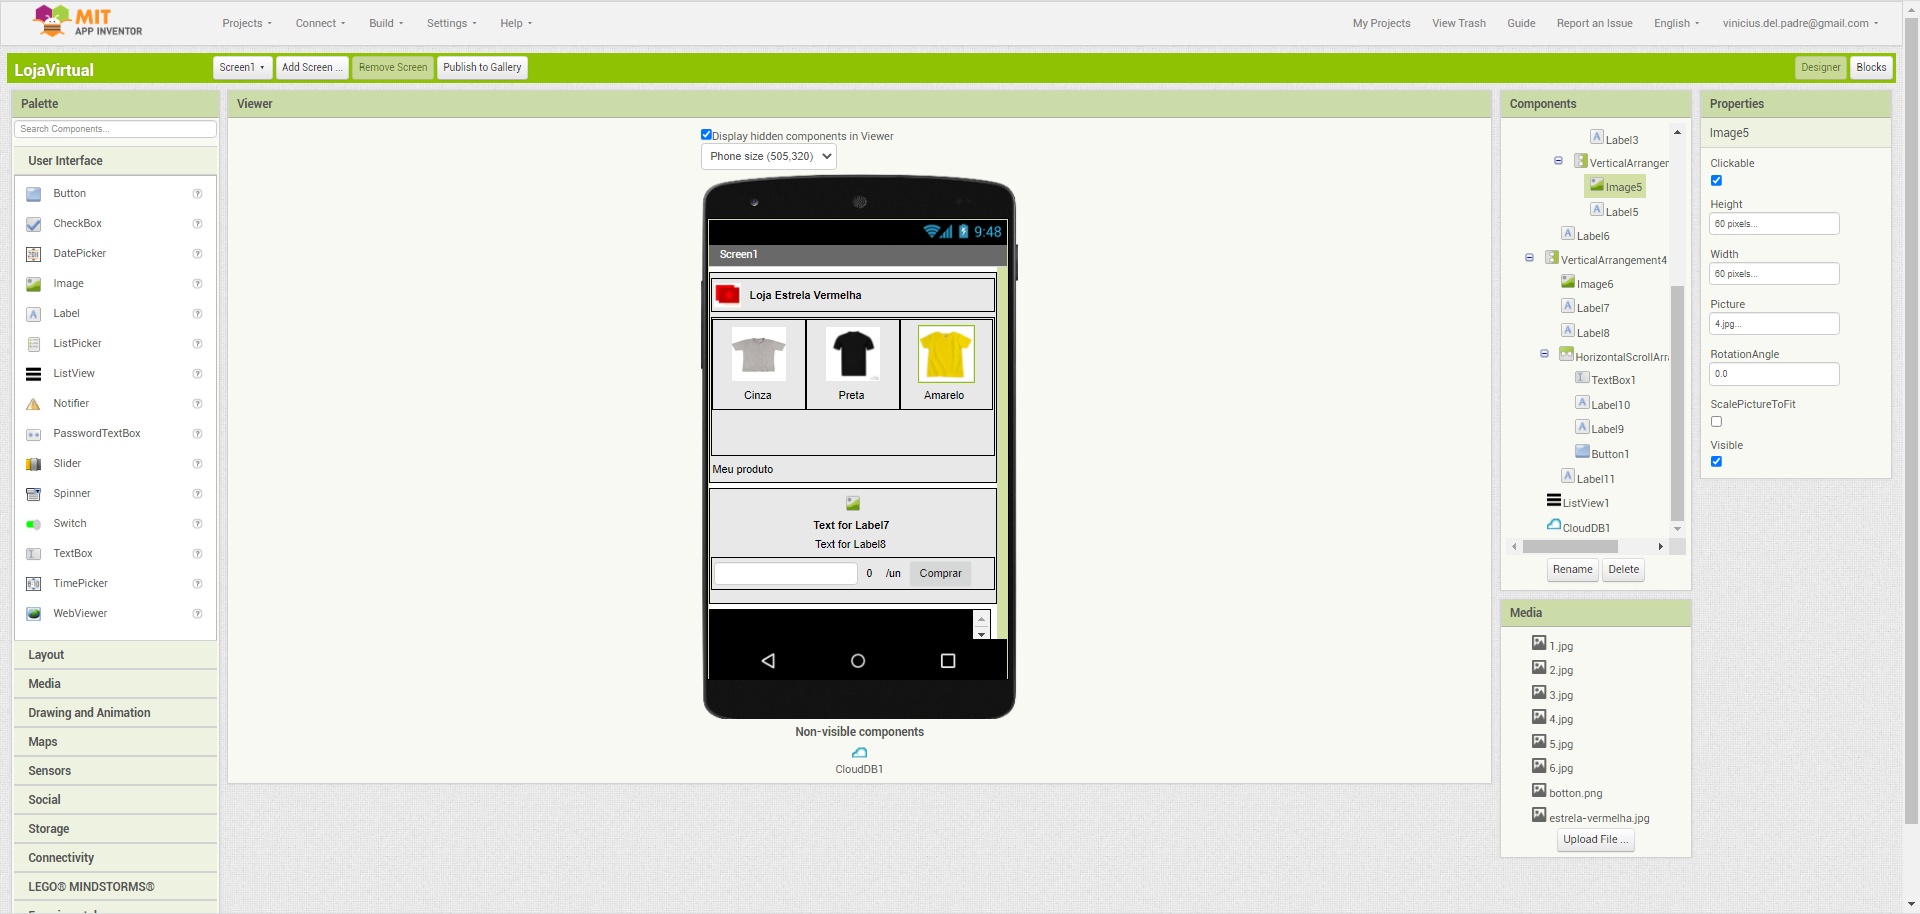 MIT
APP INVENTOR
Projects
Connect
Build
Settings
Help
My Projects
View Trash
Guide
Report an Issue
English
vinicius.del.padre@gmail.com
LojaVirtual
Screen1
Add Screen ...
Remove Screen
Publish to Gallery
Designer
Blocks
Palette
Search Components...
User Interface
Button
CheckBox
DatePicker
Image
Label
ListPicker
ListView
Notifier
PasswordTextBox
Slider
Spinner
Switch
TextBox
TimePicker
WebViewer
Layout
Media
Drawing and Animation
Maps
Sensors
Social
Storage
Connectivity
LEGO® MINDSTORMS®
Viewer
Display hidden components in Viewer
Phone size (505,320)
9:48
Screen1
Loja Estrela Vermelha
Cinza
Preta
Amarelo
Meu produto
Text for Label7
Text for Label8
0
/un
Comprar
Non-visible components
CloudDB1
Components
Label3
VerticalArrangen
Image5
Label5
Label6
VerticalArrangement4
Image6
Label7
Label8
HorizontalScrollArra
TextBox1
Label10
Label9
Button1
Label11
ListView1
CloudDB1
Rename
Delete
Media
1.jpg
2.jpg
3.jpg
4.jpg
5.jpg
6.jpg
botton.png
estrela-vermelha.jpg
Upload File ...
Properties
Image5
Clickable
Height
60 pixels...
Width
60 pixels...
Picture
4.jpg...
RotationAngle
0.0
ScalePictureToFit
Visible